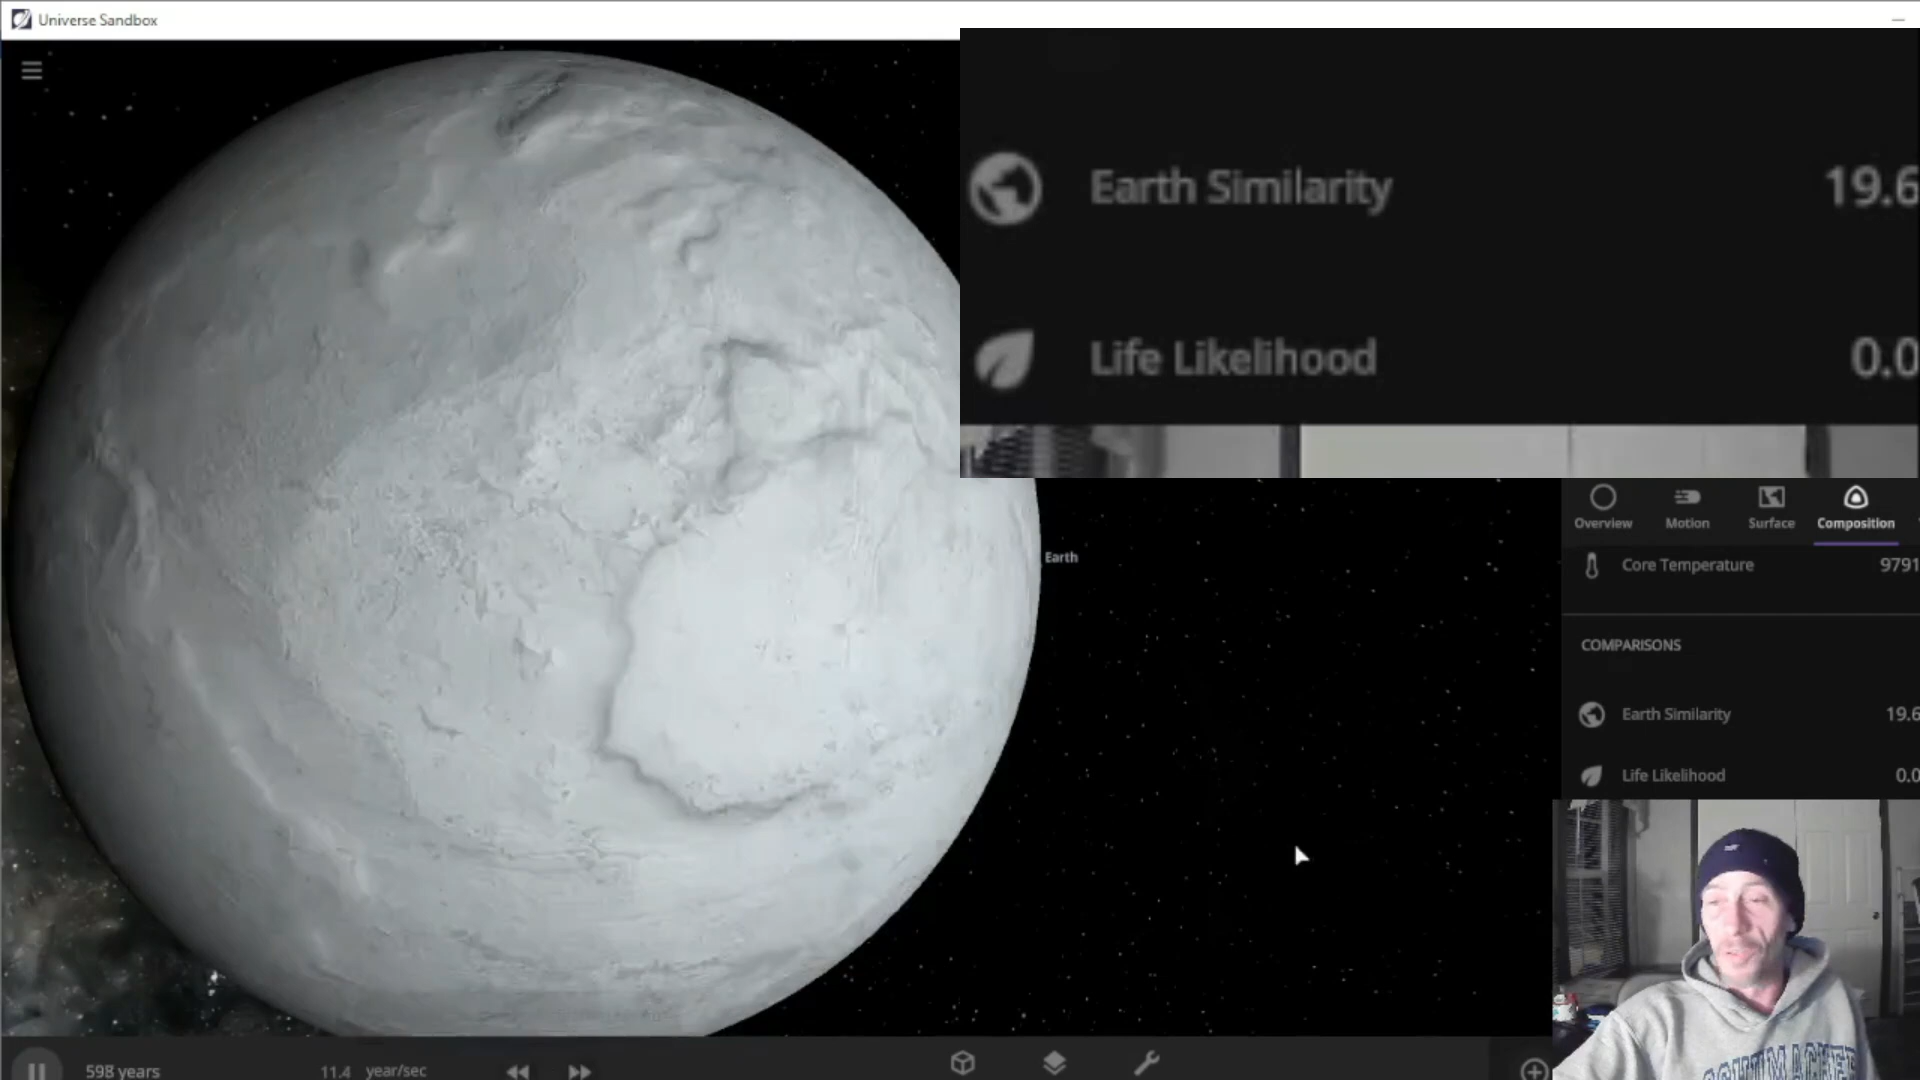 Universe Sandbox
Earth Similarity 19.6
Life Likelihood 0.0
Overview Motion Surface Composition
Earth
Core Temperature 9791
COMPARISONS
Earth Similarity 19.6
Life Likelihood 0.0
598 years 11.4 year/sec